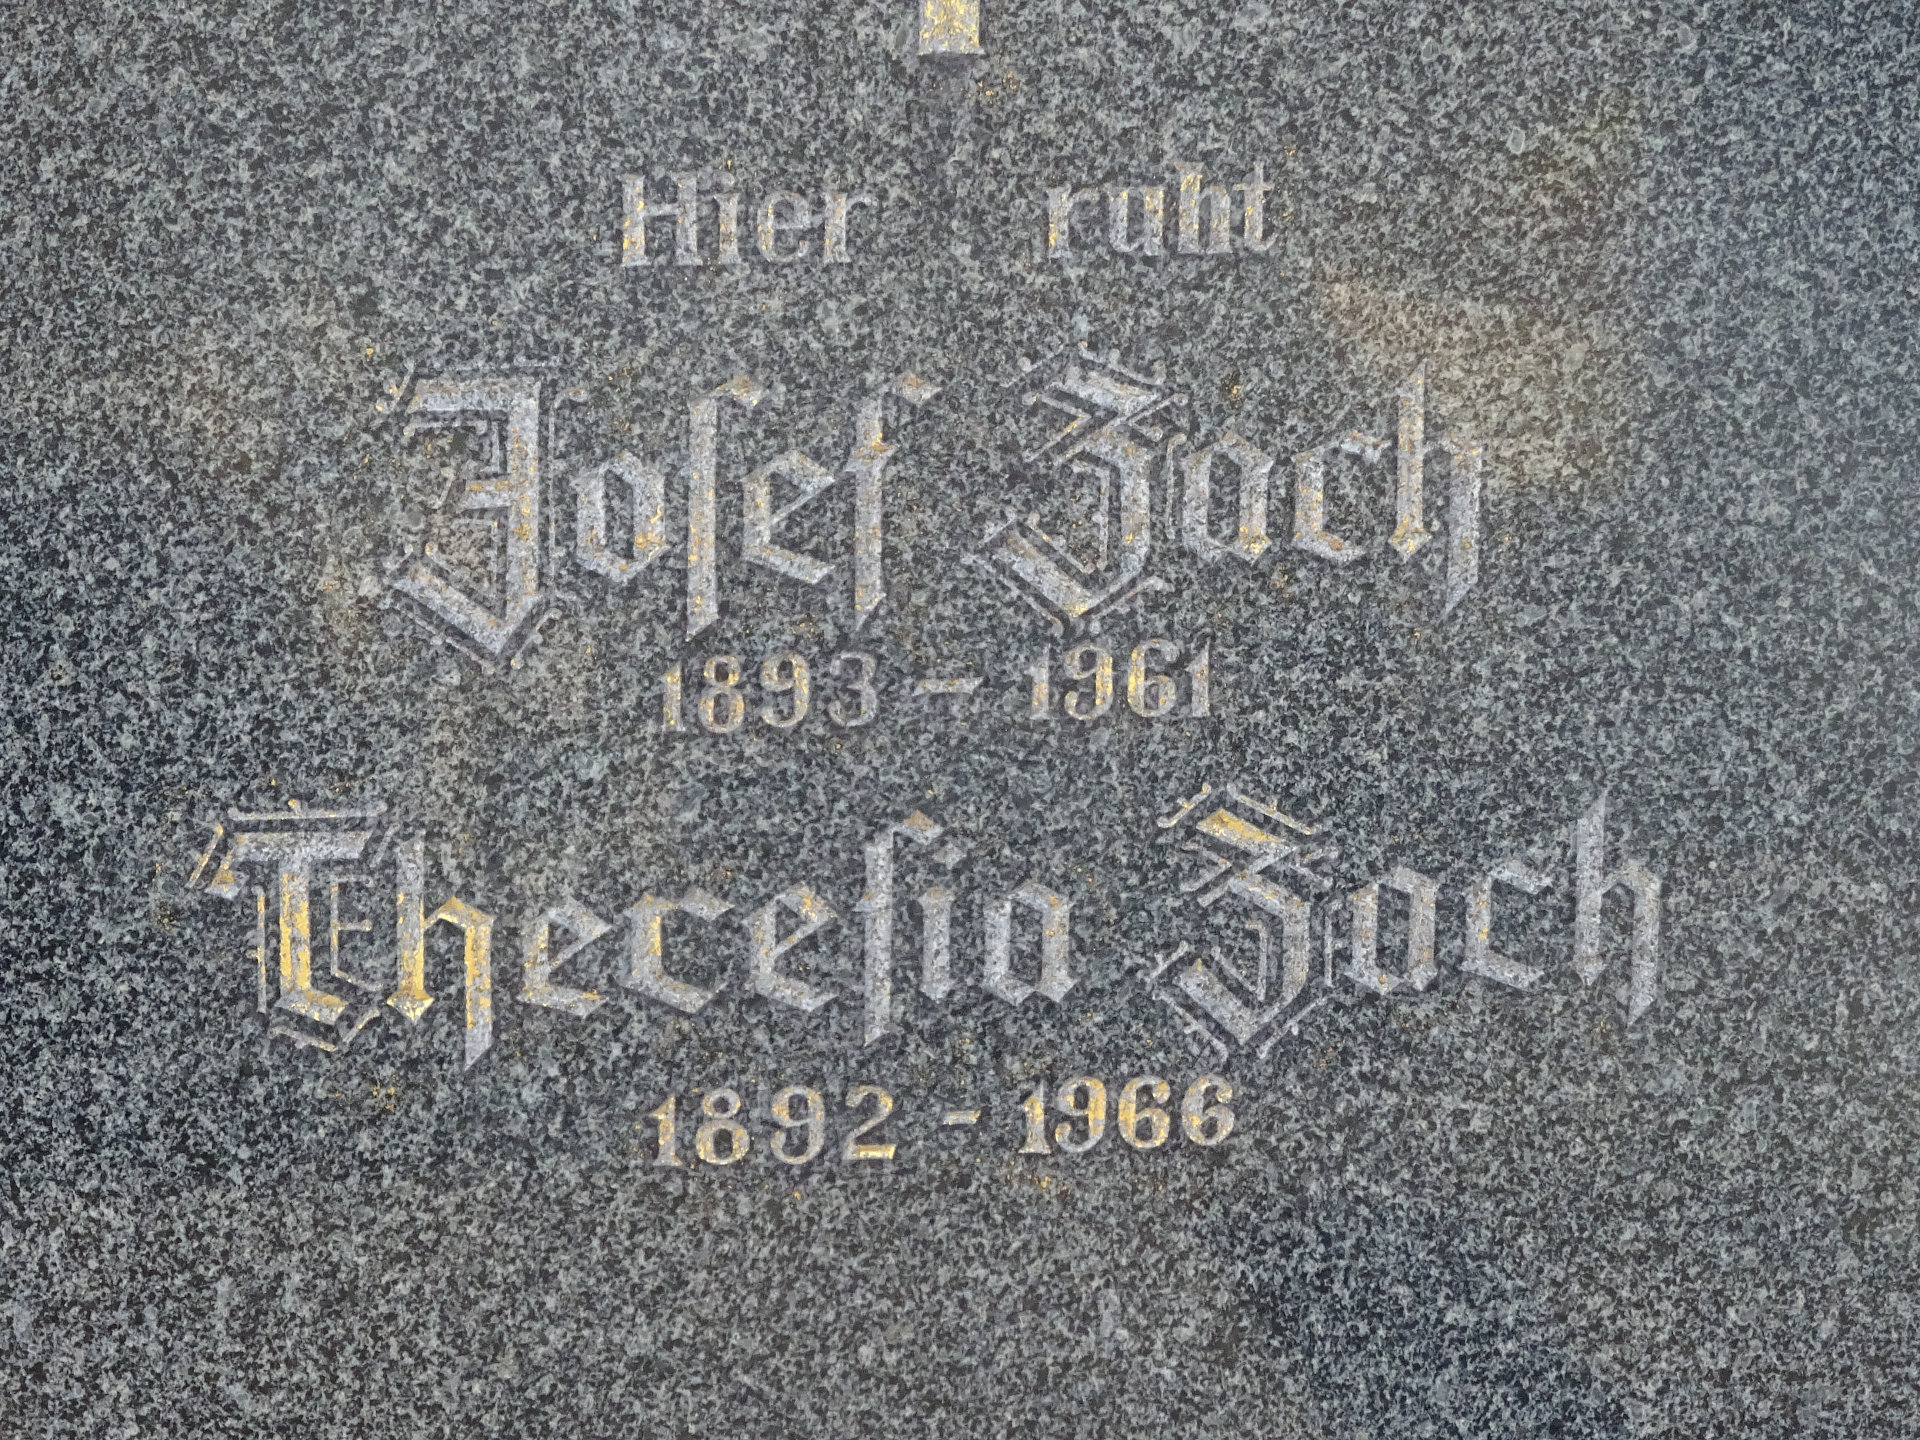 Hier ruht
Josef Zach
1893 – 1961
Theresia Zach
1892 - 1966